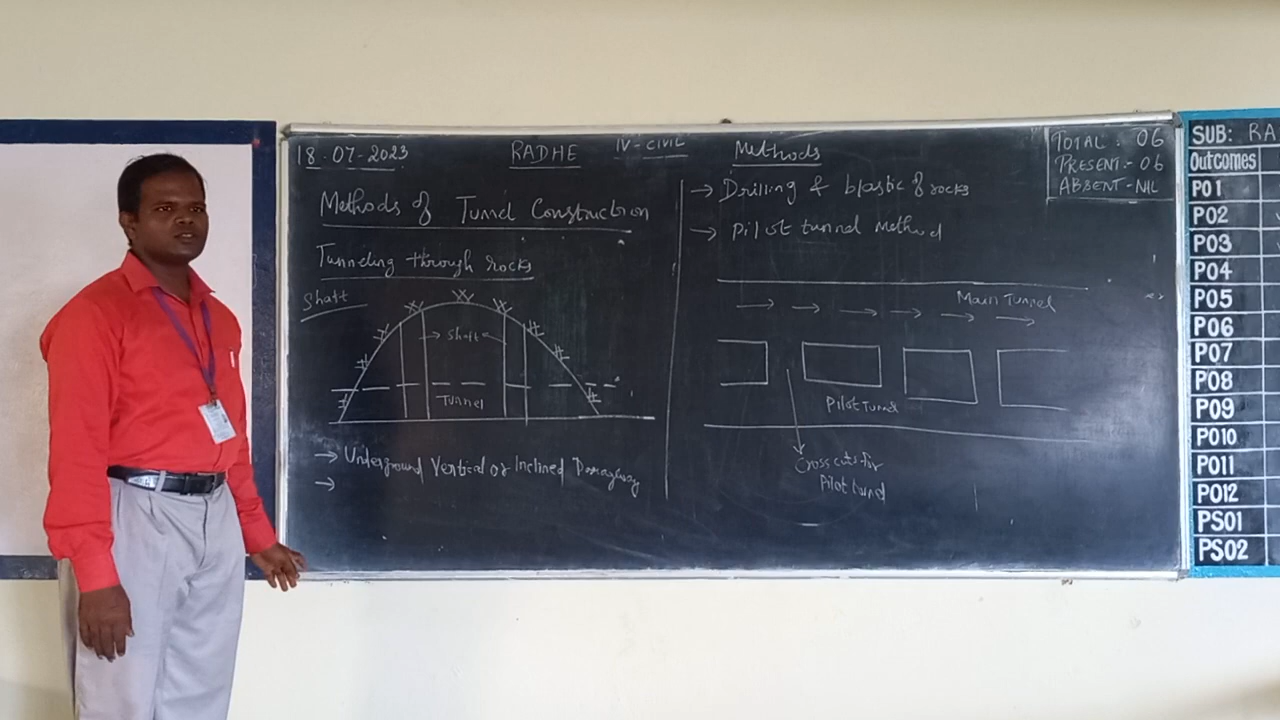 18.07.2023
RADHE
IV-CIVIL
Methods of Tunnel Construction
Tunneling through rocks
Shaft
Shaft
Tunnel
→ Underground Vertical or Inclined
→
Methods
→ Drilling & blastic of rocks
→ Pilot tunnel Method
Main Tunnel
Pilot Tunnel
Cross cuts for
Pilot tunnel
TOTAL : 06
PRESENT:- 06
ABSENT - NIL
SUB: RA
Outcomes
PO1
PO2
PO3
PO4
PO5
PO6
PO7
PO8
PO9
PO10
PO11
PO12
PSO1
PSO2